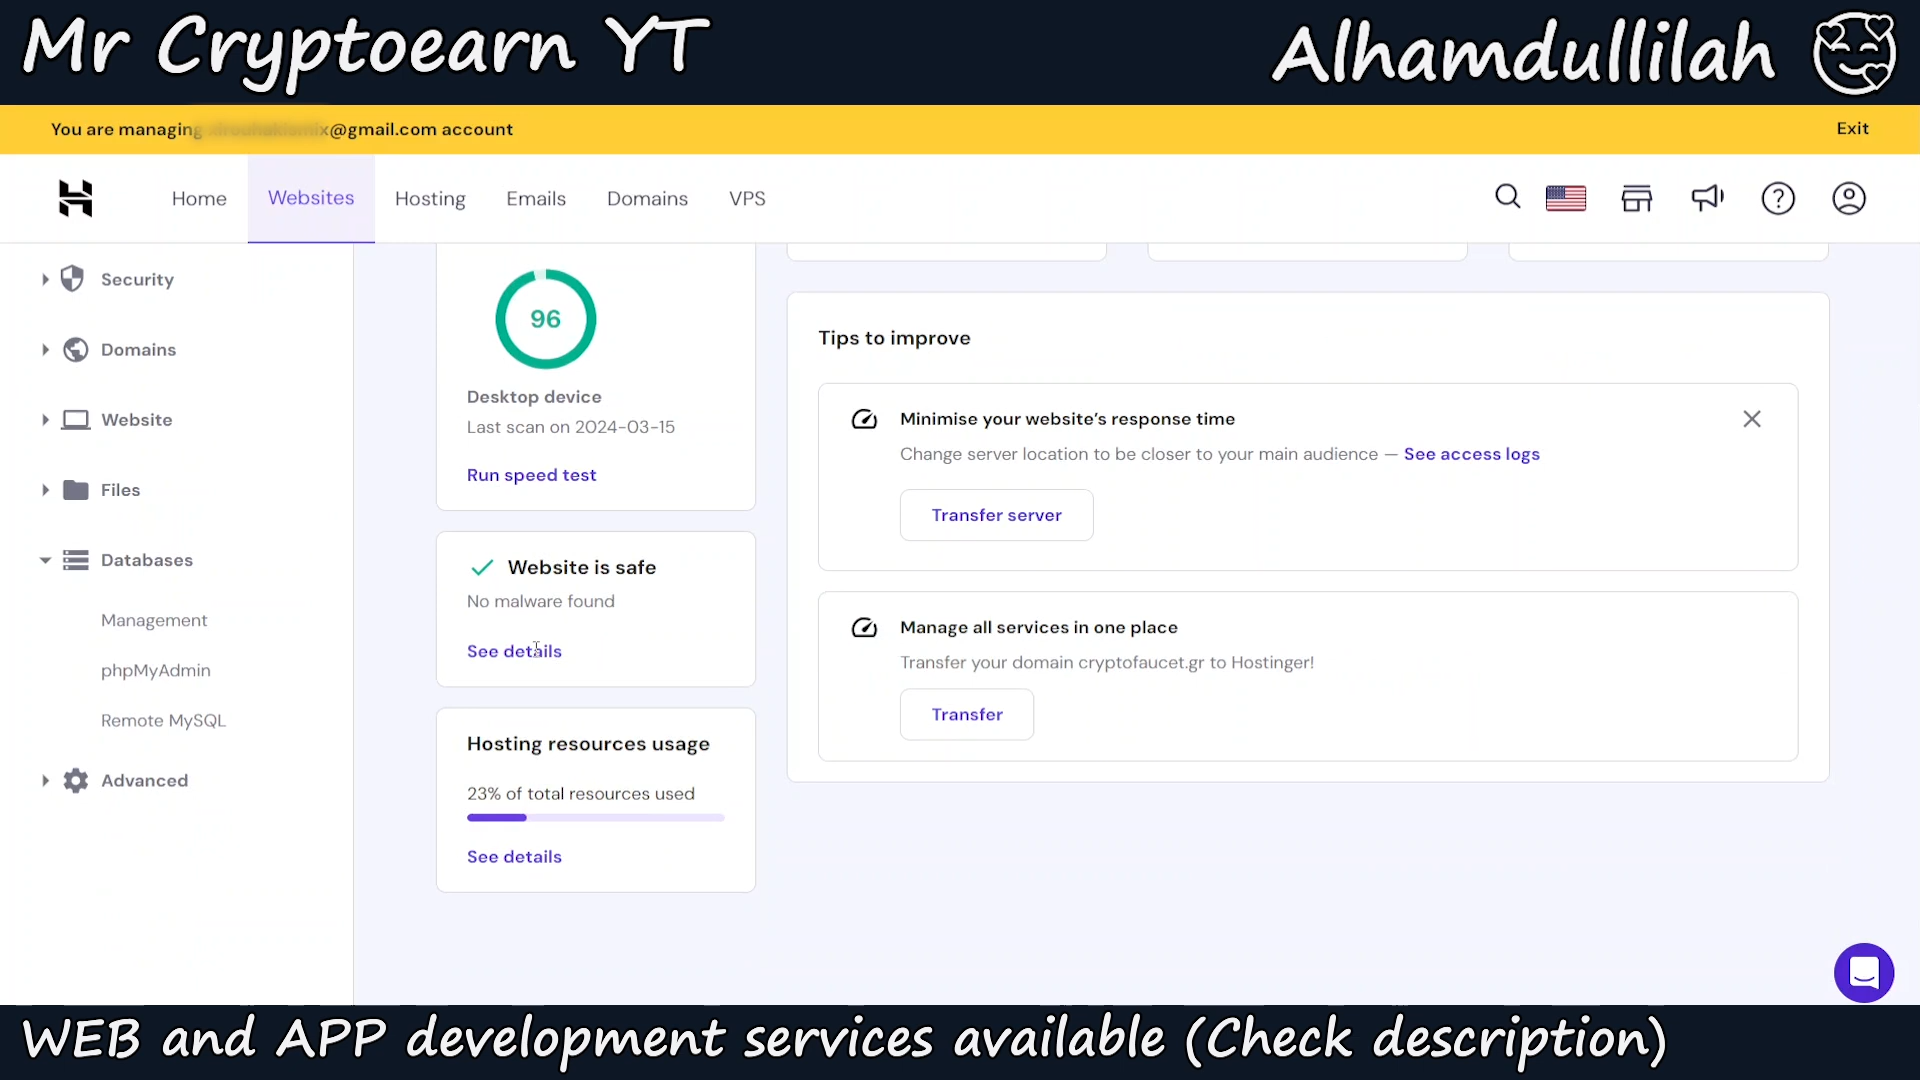 Mr Cryptoearn YT
Alhamdullilah
You are managing @gmail.com account
Exit
Home
Websites
Hosting
Emails
Domains
VPS
Security
Domains
Website
Files
Databases
Management
phpMyAdmin
Remote MySQL
Advanced
96
Desktop device
Last scan on 2024-03-15
Run speed test
Website is safe
No malware found
See details
Hosting resources usage
23% of total resources used
See details
Tips to improve
Minimise your website's response time
Change server location to be closer to your main audience — See access logs
Transfer server
Manage all services in one place
Transfer your domain cryptofaucet.gr to Hostinger!
Transfer
WEB and APP development services available (Check description)